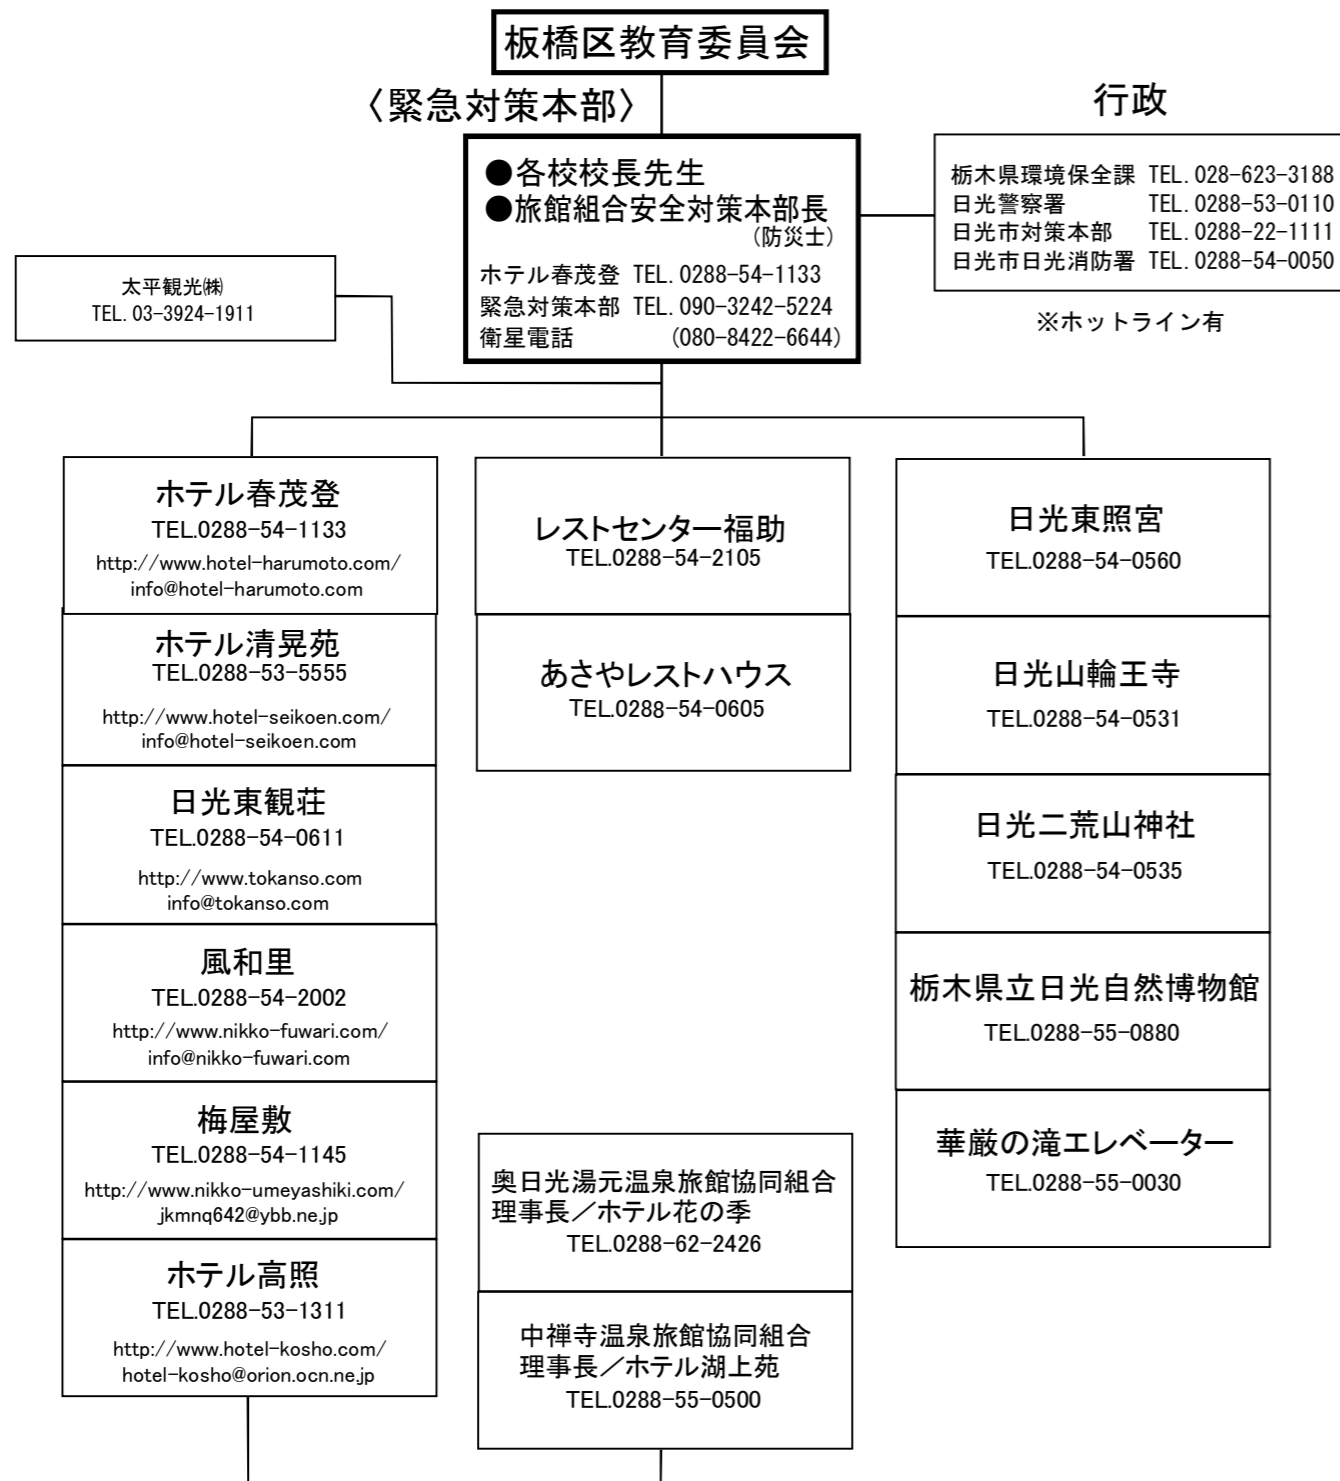 板橋区教育委員会
〈緊急対策本部〉
●各校校長先生
●旅館組合安全対策本部長
(防災士)
ホテル春茂登 TEL. 0288-54-1133
緊急対策本部 TEL. 090-3242-5224
衛星電話 (080-8422-6644)
行政
栃木県環境保全課 TEL. 028-623-3188
日光警察署 TEL. 0288-53-0110
日光市対策本部 TEL. 0288-22-1111
日光市日光消防署 TEL. 0288-54-0050
※ホットライン有
太平観光㈱
TEL. 03-3924-1911
ホテル春茂登
TEL.0288-54-1133
http://www.hotel-harumoto.com/
info@hotel-harumoto.com
ホテル清晃苑
TEL.0288-53-5555
http://www.hotel-seikoen.com/
info@hotel-seikoen.com
日光東観荘
TEL.0288-54-0611
http://www.tokanso.com
info@tokanso.com
風和里
TEL.0288-54-2002
http://www.nikko-fuwari.com/
info@nikko-fuwari.com
梅屋敷
TEL.0288-54-1145
http://www.nikko-umeyashiki.com/
jkmnq642@ybb.ne.jp
ホテル高照
TEL.0288-53-1311
http://www.hotel-kosho.com/
hotel-kosho@orion.ocn.ne.jp
レストセンター福助
TEL.0288-54-2105
あさやレストハウス
TEL.0288-54-0605
奥日光湯元温泉旅館協同組合
理事長／ホテル花の季
TEL.0288-62-2426
中禅寺温泉旅館協同組合
理事長／ホテル湖上苑
TEL.0288-55-0500
日光東照宮
TEL.0288-54-0560
日光山輪王寺
TEL.0288-54-0531
日光二荒山神社
TEL.0288-54-0535
栃木県立日光自然博物館
TEL.0288-55-0880
華厳の滝エレベーター
TEL.0288-55-0030